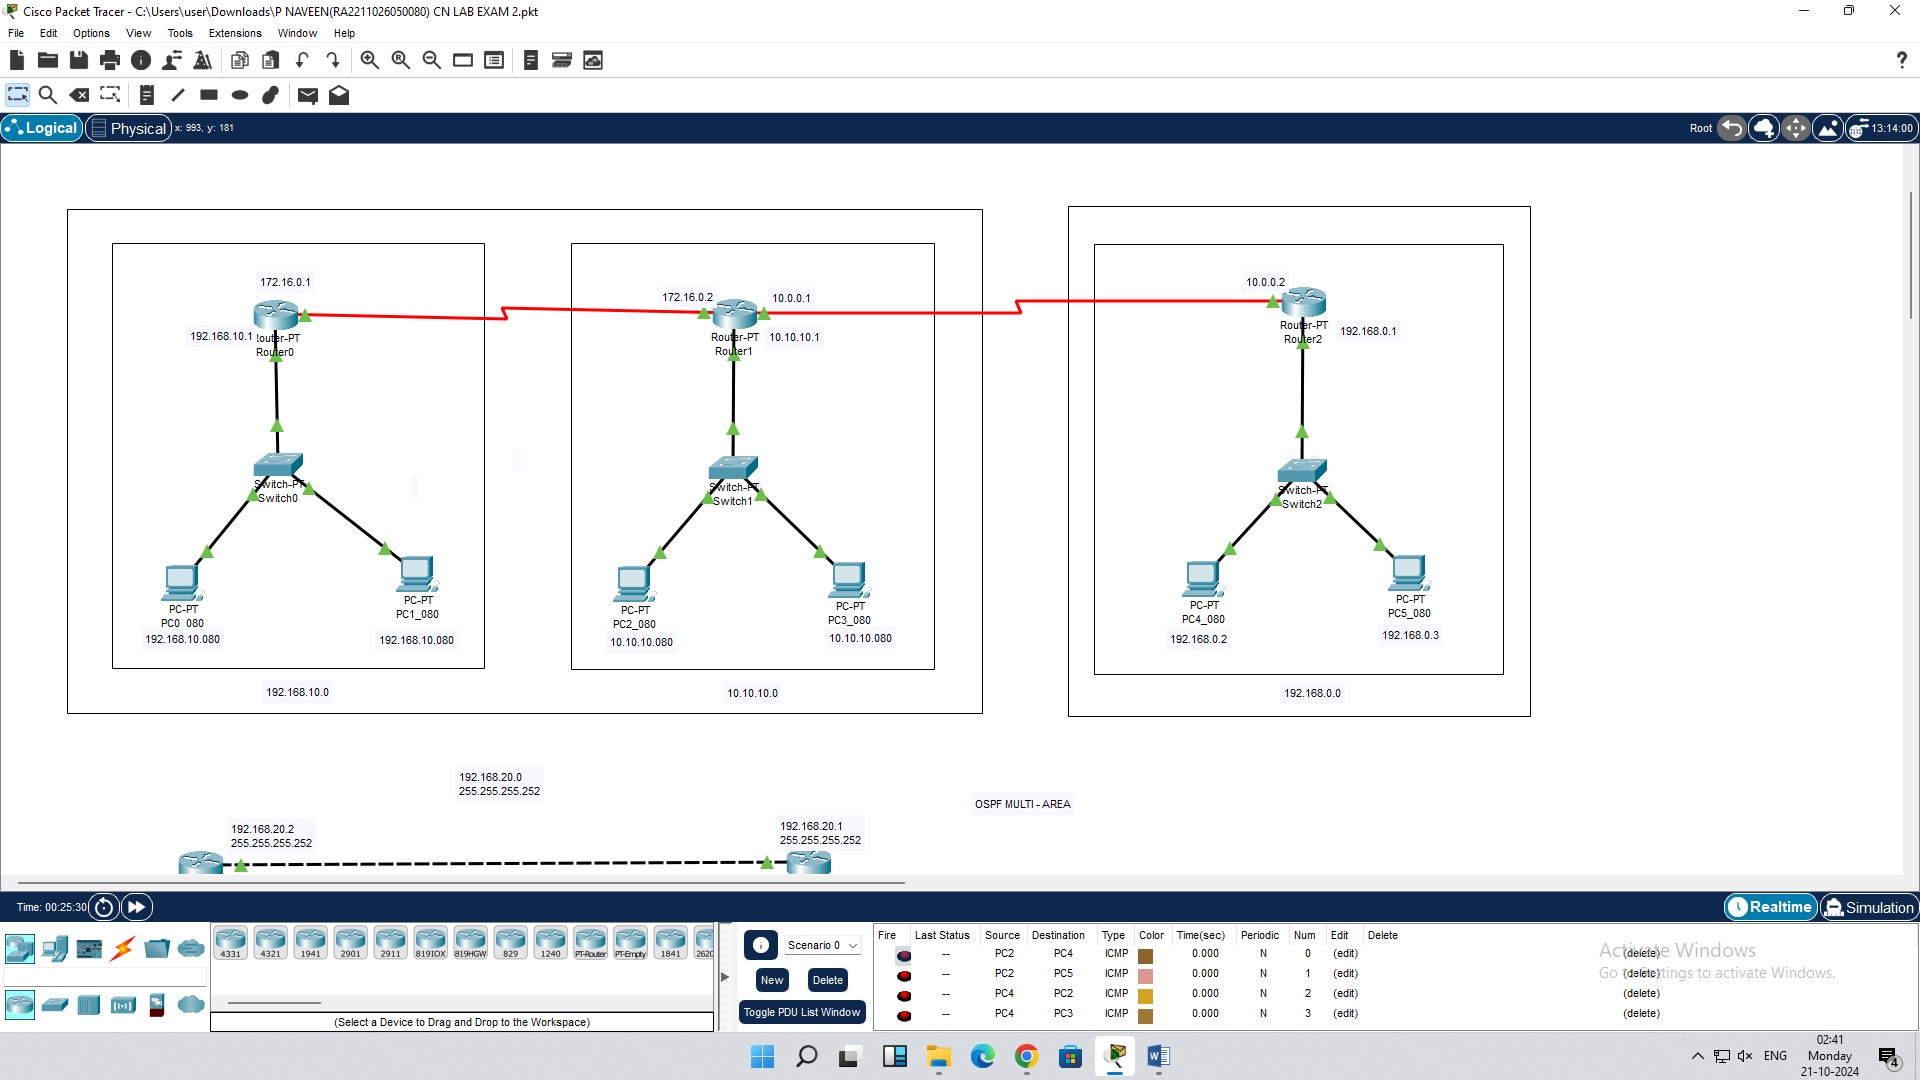 Cisco Packet Tracer - C:\Users\user\Downloads\P NAVEEN(RA2211026050080) CN LAB EXAM 2.pkt
File Edit Options View Tools Extensions Window Help
Logical Physical x: 993, y: 181 Root 13:14:00
172.16.0.1
192.168.10.1
Router-PT
Router0
172.16.0.2
10.0.0.1
Router-PT
Router1
10.10.10.1
10.0.0.2
Router-PT
Router2
192.168.0.1
Switch-PT
Switch0
Switch-PT
Switch1
Switch-PT
Switch2
PC-PT
PC0_080
192.168.10.080
PC-PT
PC1_080
192.168.10.080
PC-PT
PC2_080
10.10.10.080
PC-PT
PC3_080
10.10.10.080
PC-PT
PC4_080
192.168.0.2
PC-PT
PC5_080
192.168.0.3
192.168.10.0
10.10.10.0
192.168.0.0
192.168.20.0
255.255.255.252
OSPF MULTI - AREA
192.168.20.2
255.255.255.252
192.168.20.1
255.255.255.252
Time: 00:25:30
Realtime Simulation
4331 4321 1941 2901 2911 819IOX 819HGW 829 1240 PT-Router PT-Empty 1841 2620
(Select a Device to Drag and Drop to the Workspace)
Scenario 0
New Delete
Toggle PDU List Window
Fire Last Status Source Destination Type Color Time(sec) Periodic Num Edit Delete
-- PC2 PC4 ICMP 0.000 N 0 (edit) (delete)
-- PC2 PC5 ICMP 0.000 N 1 (edit) (delete)
-- PC4 PC2 ICMP 0.000 N 2 (edit) (delete)
-- PC4 PC3 ICMP 0.000 N 3 (edit) (delete)
Activate Windows
Go to Settings to activate Windows.
ENG
02:41
Monday
21-10-2024
4